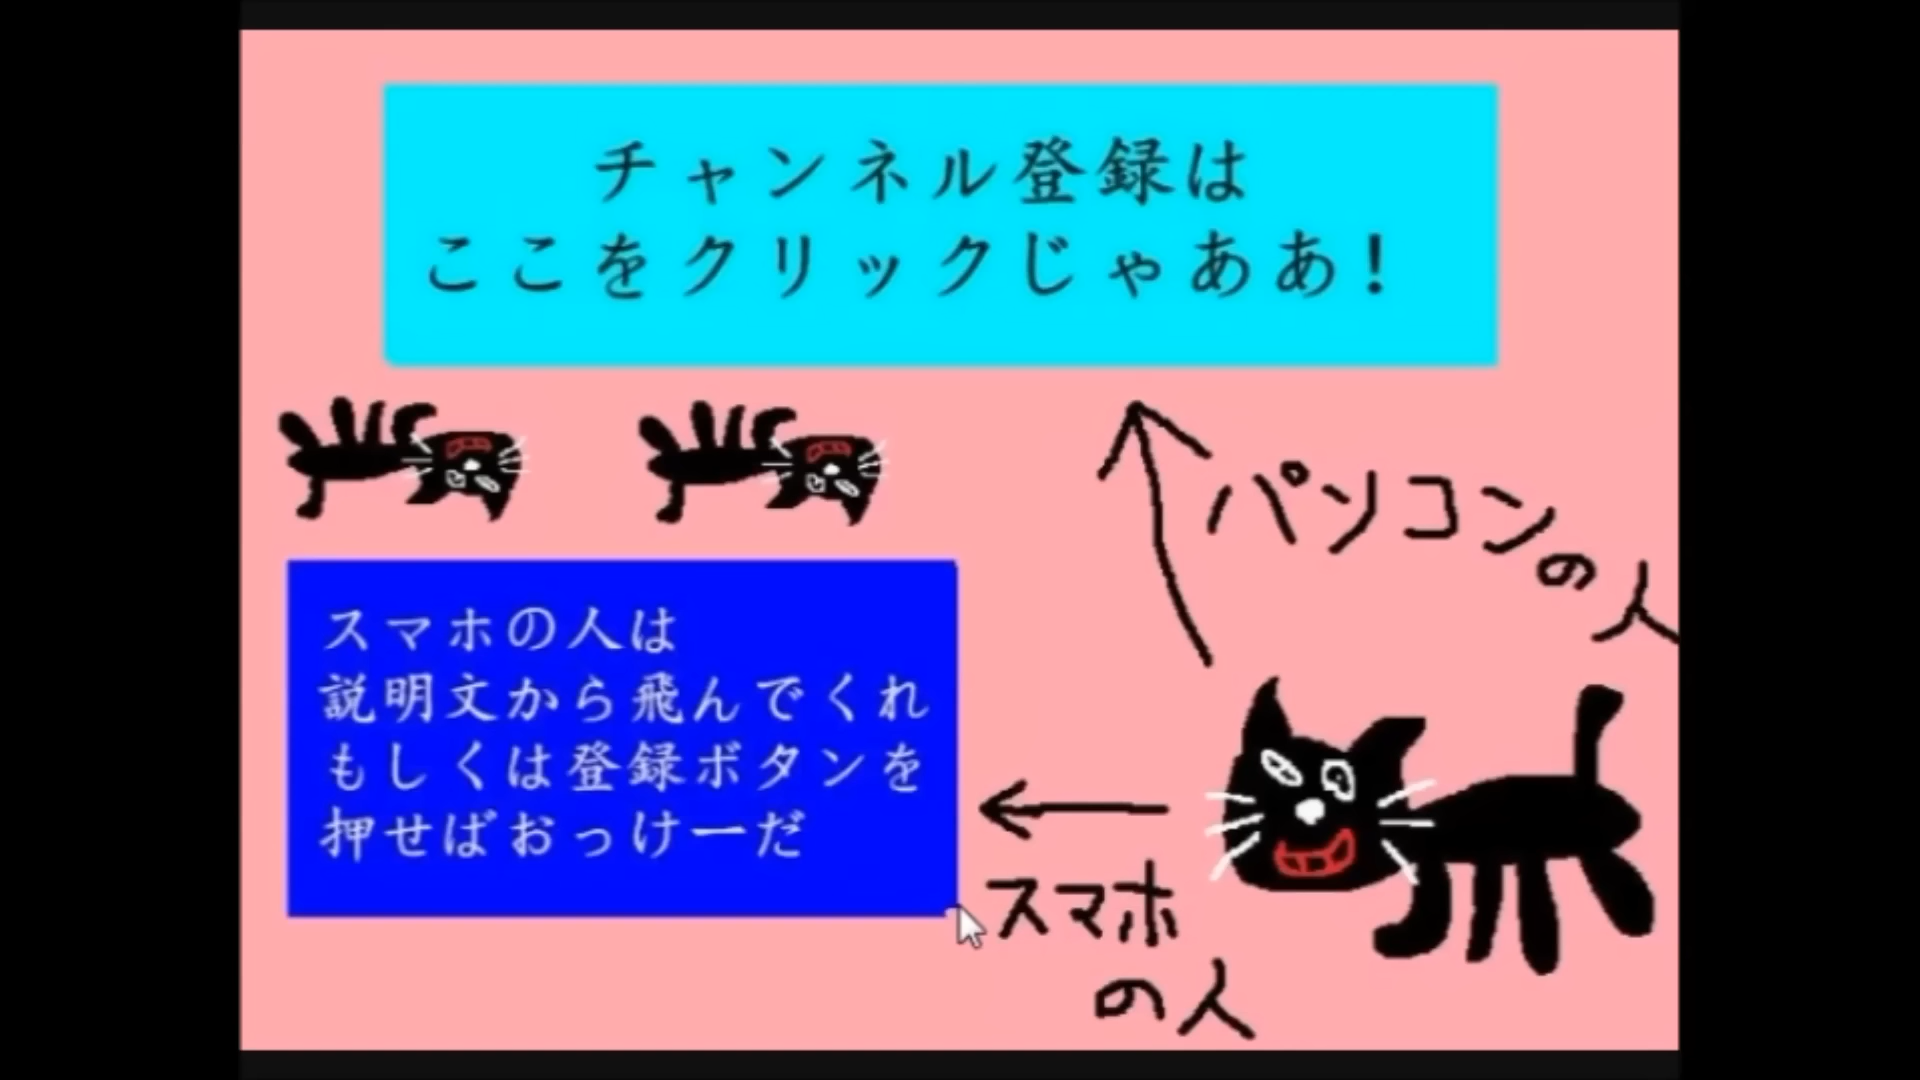 チャンネル登録は
ここをクリックじゃああ!
パソコンの人
スマホの人は
説明文から飛んでくれ
もしくは登録ボタンを
押せばおっけーだ
スマホ
の人